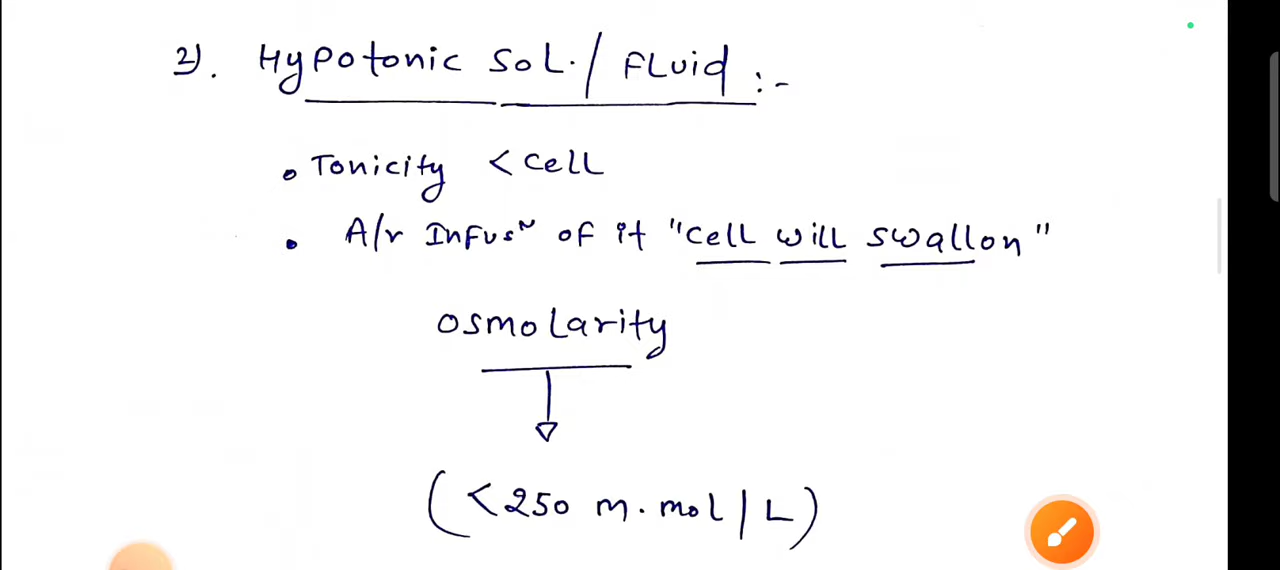 2). Hypotonic Sol./ Fluid :-
• Tonicity < cell
• A/r Infusⁿ of it "cell will swallon"
osmolarity
(<250 m.mol/L)